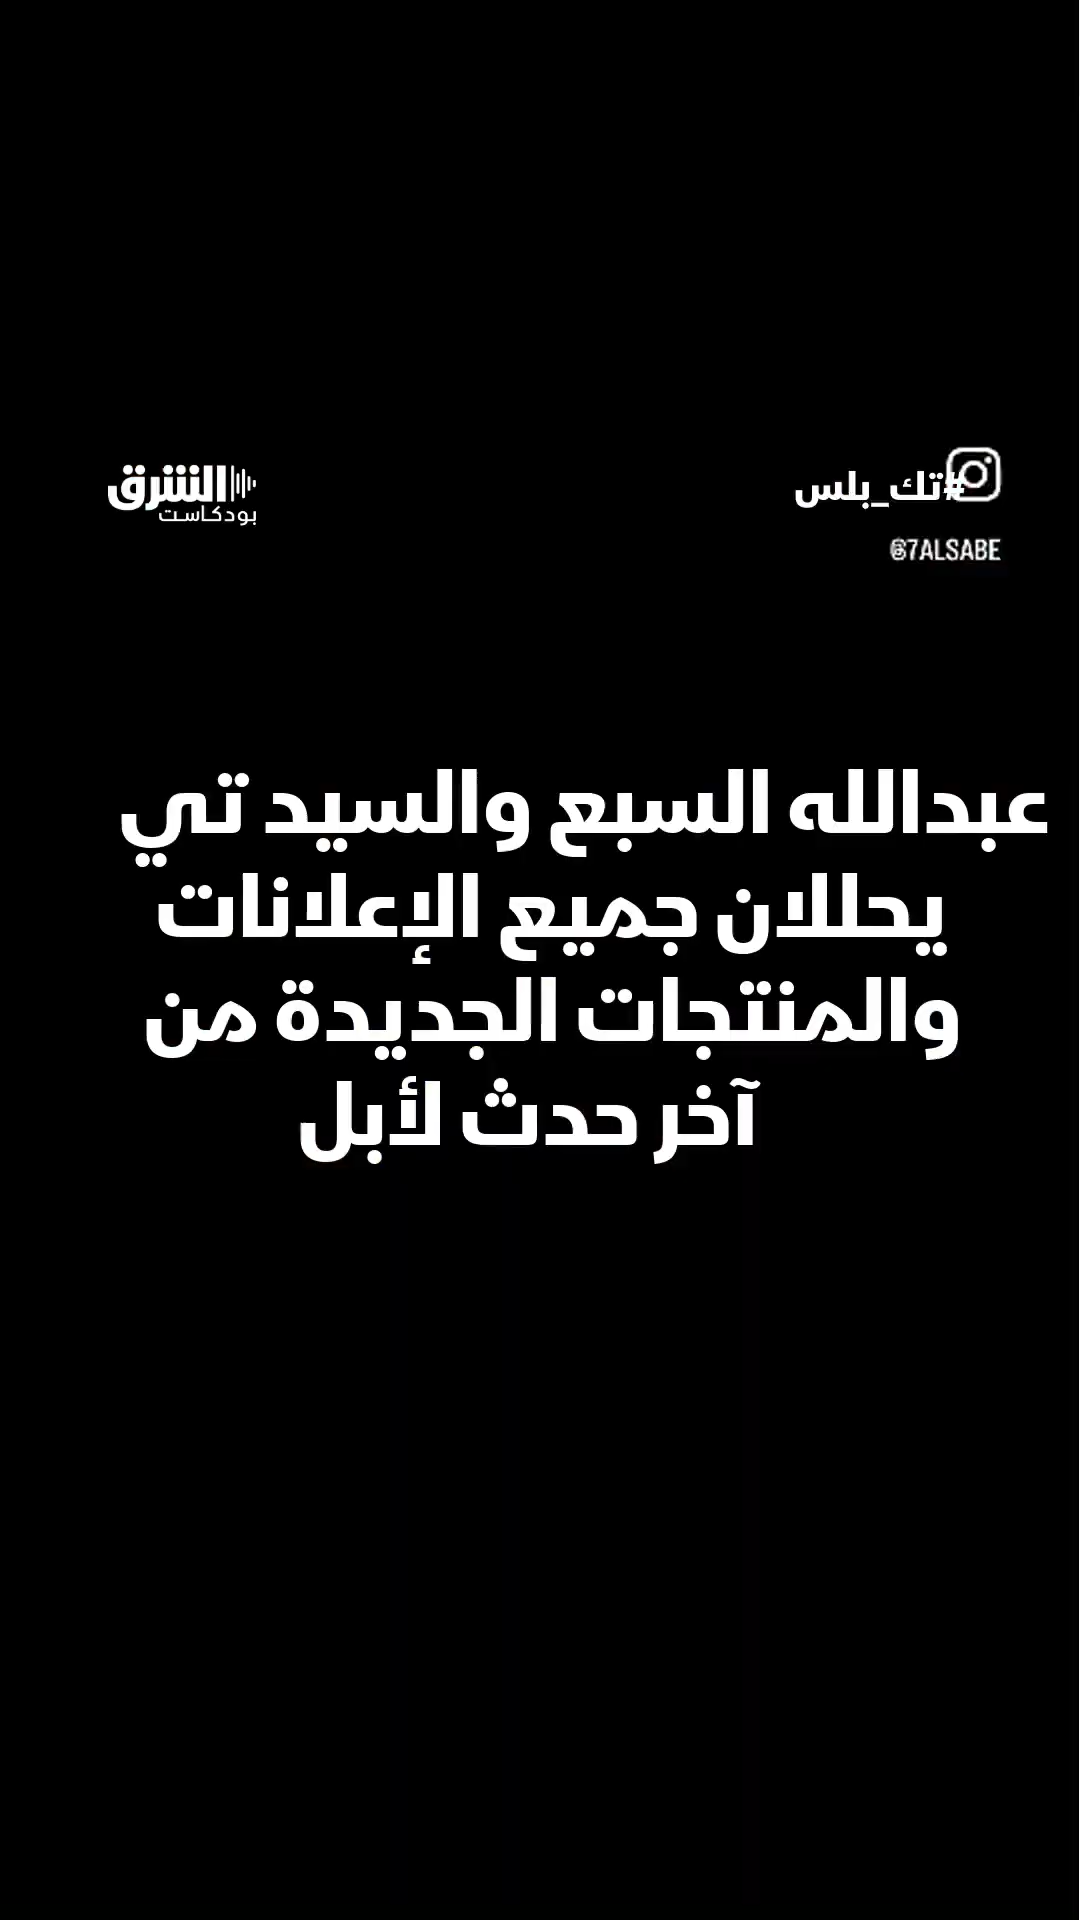 #تك_بلس
@7ALSABE
الشرق
بودكاست
عبدالله السبع والسيد تي
يحللان جميع الإعلانات
والمنتجات الجديدة من
آخر حدث لأبل